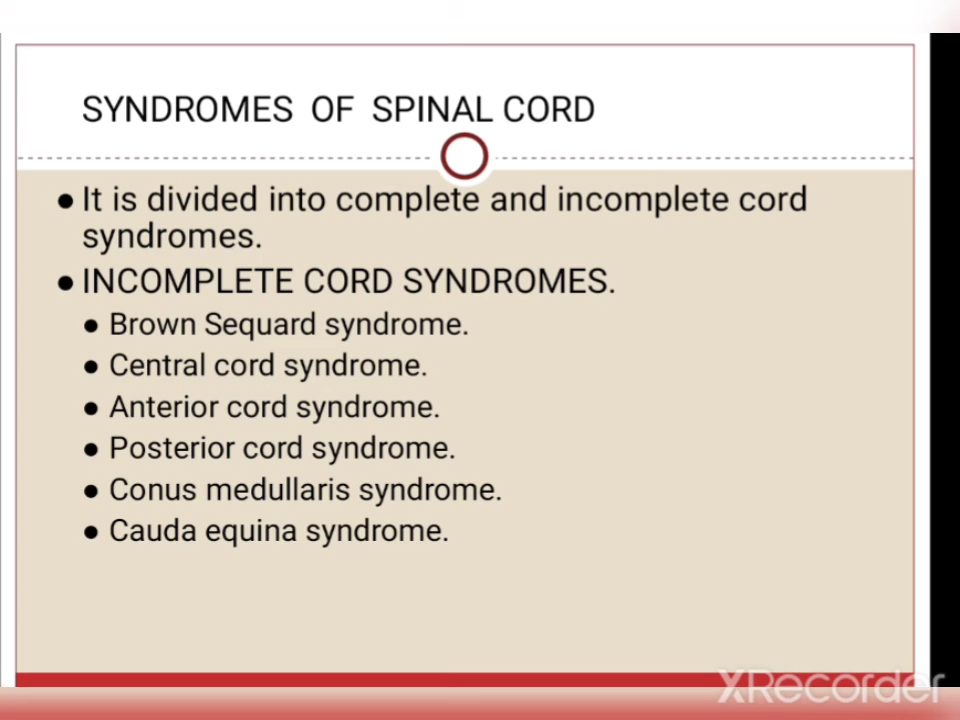 SYNDROMES OF SPINAL CORD
● It is divided into complete and incomplete cord
syndromes.
● INCOMPLETE CORD SYNDROMES.
● Brown Sequard syndrome.
● Central cord syndrome.
● Anterior cord syndrome.
● Posterior cord syndrome.
● Conus medullaris syndrome.
● Cauda equina syndrome.
XRecorder